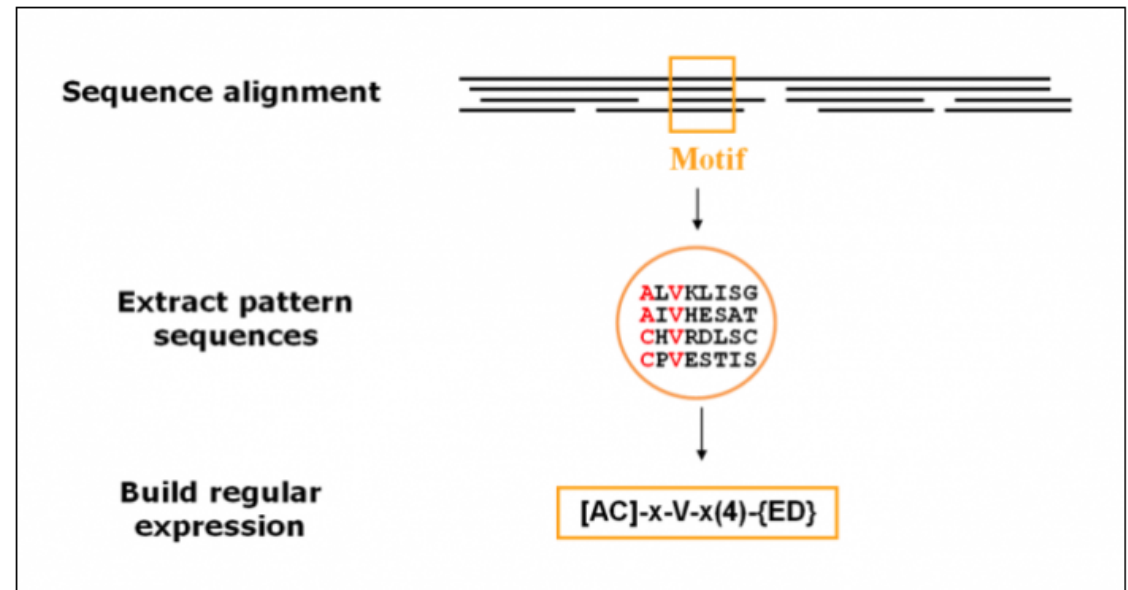 Sequence alignment
Motif
Extract pattern
sequences
ALVKLISG
AIVHESAT
CHVRDLSC
CPVESTIS
Build regular
expression
[AC]-x-V-x(4)-{ED}